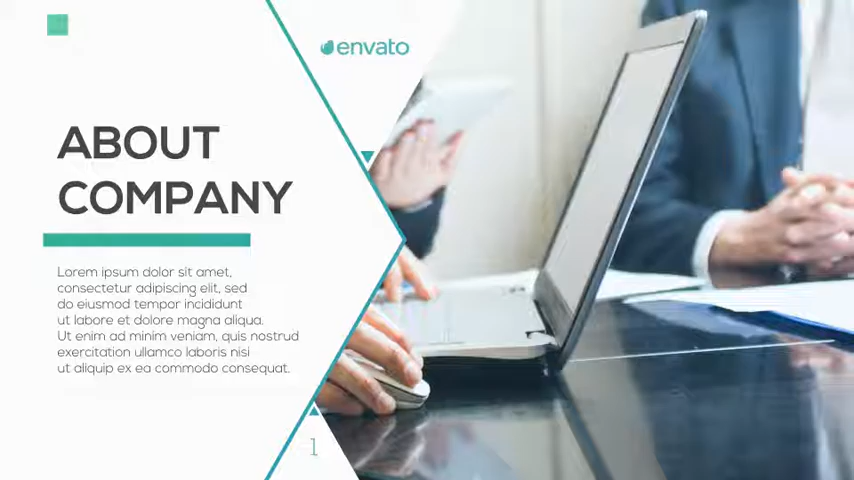 envato
ABOUT
COMPANY
Lorem ipsum dolor sit amet,
consectetur adipiscing elit, sed
do eiusmod tempor incididunt
ut labore et dolore magna aliqua.
Ut enim ad minim veniam, quis nostrud
exercitation ullamco laboris nisi
ut aliquip ex ea commodo consequat.
1